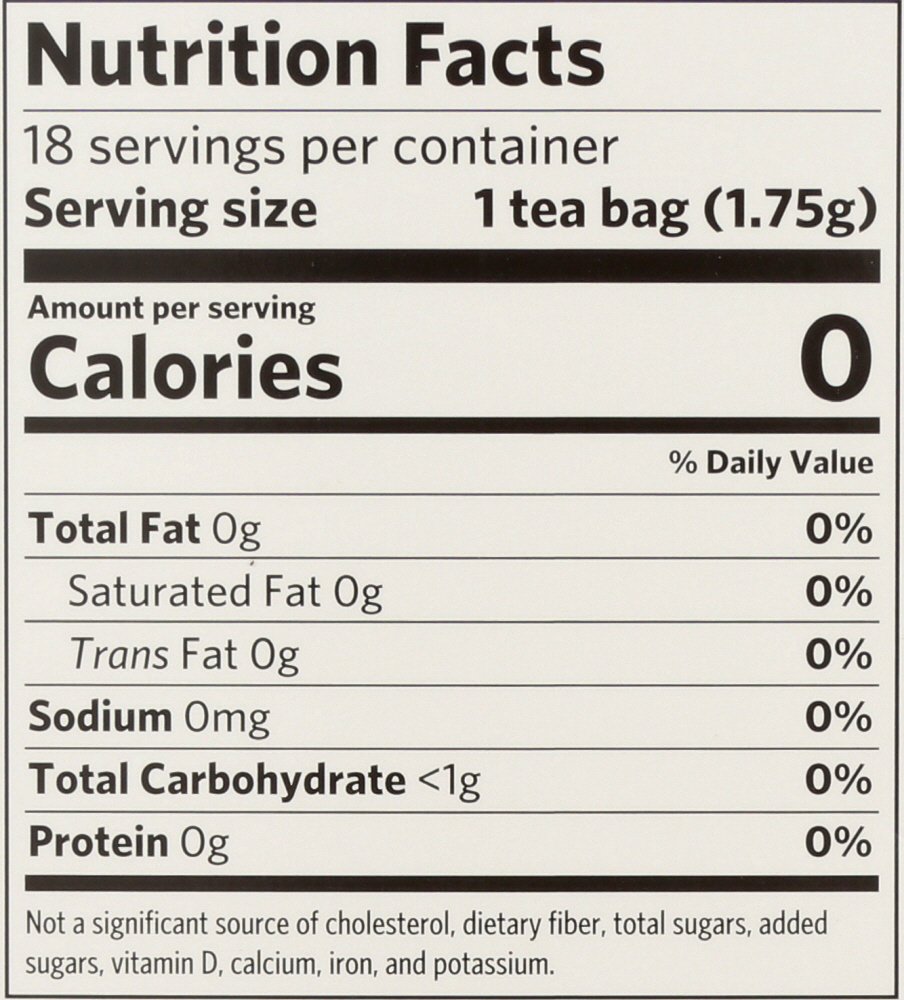 Nutrition Facts
18 servings per container
Serving size 1 tea bag (1.75g)
Amount per serving
Calories 0
% Daily Value
Total Fat 0g 0%
Saturated Fat 0g 0%
Trans Fat 0g 0%
Sodium 0mg 0%
Total Carbohydrate <1g 0%
Protein 0g 0%
Not a significant source of cholesterol, dietary fiber, total sugars, added
sugars, vitamin D, calcium, iron, and potassium.